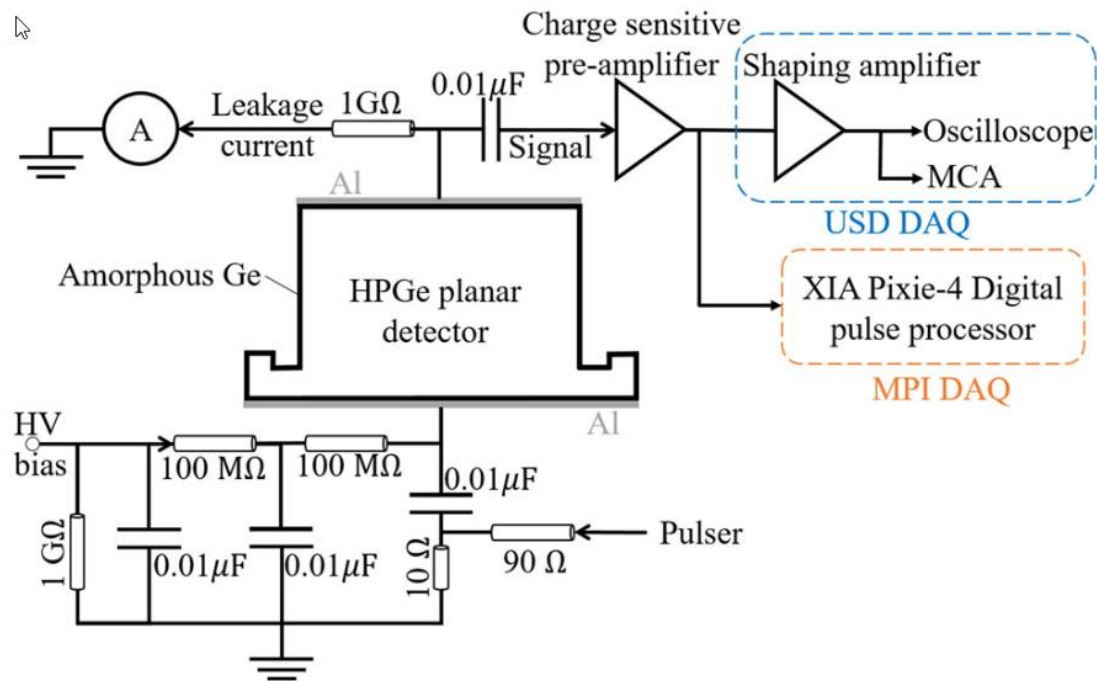 Charge sensitive
pre-amplifier
Shaping amplifier
0.01μF
Leakage
1GΩ
A
current
Signal
Oscilloscope
MCA
Al
USD DAQ
Amorphous Ge
HPGe planar
detector
XIA Pixie-4 Digital
pulse processor
MPI DAQ
Al
HV
bias
100 MΩ
100 MΩ
0.01μF
1 GΩ
0.01μF
0.01μF
10 Ω
90 Ω
Pulser